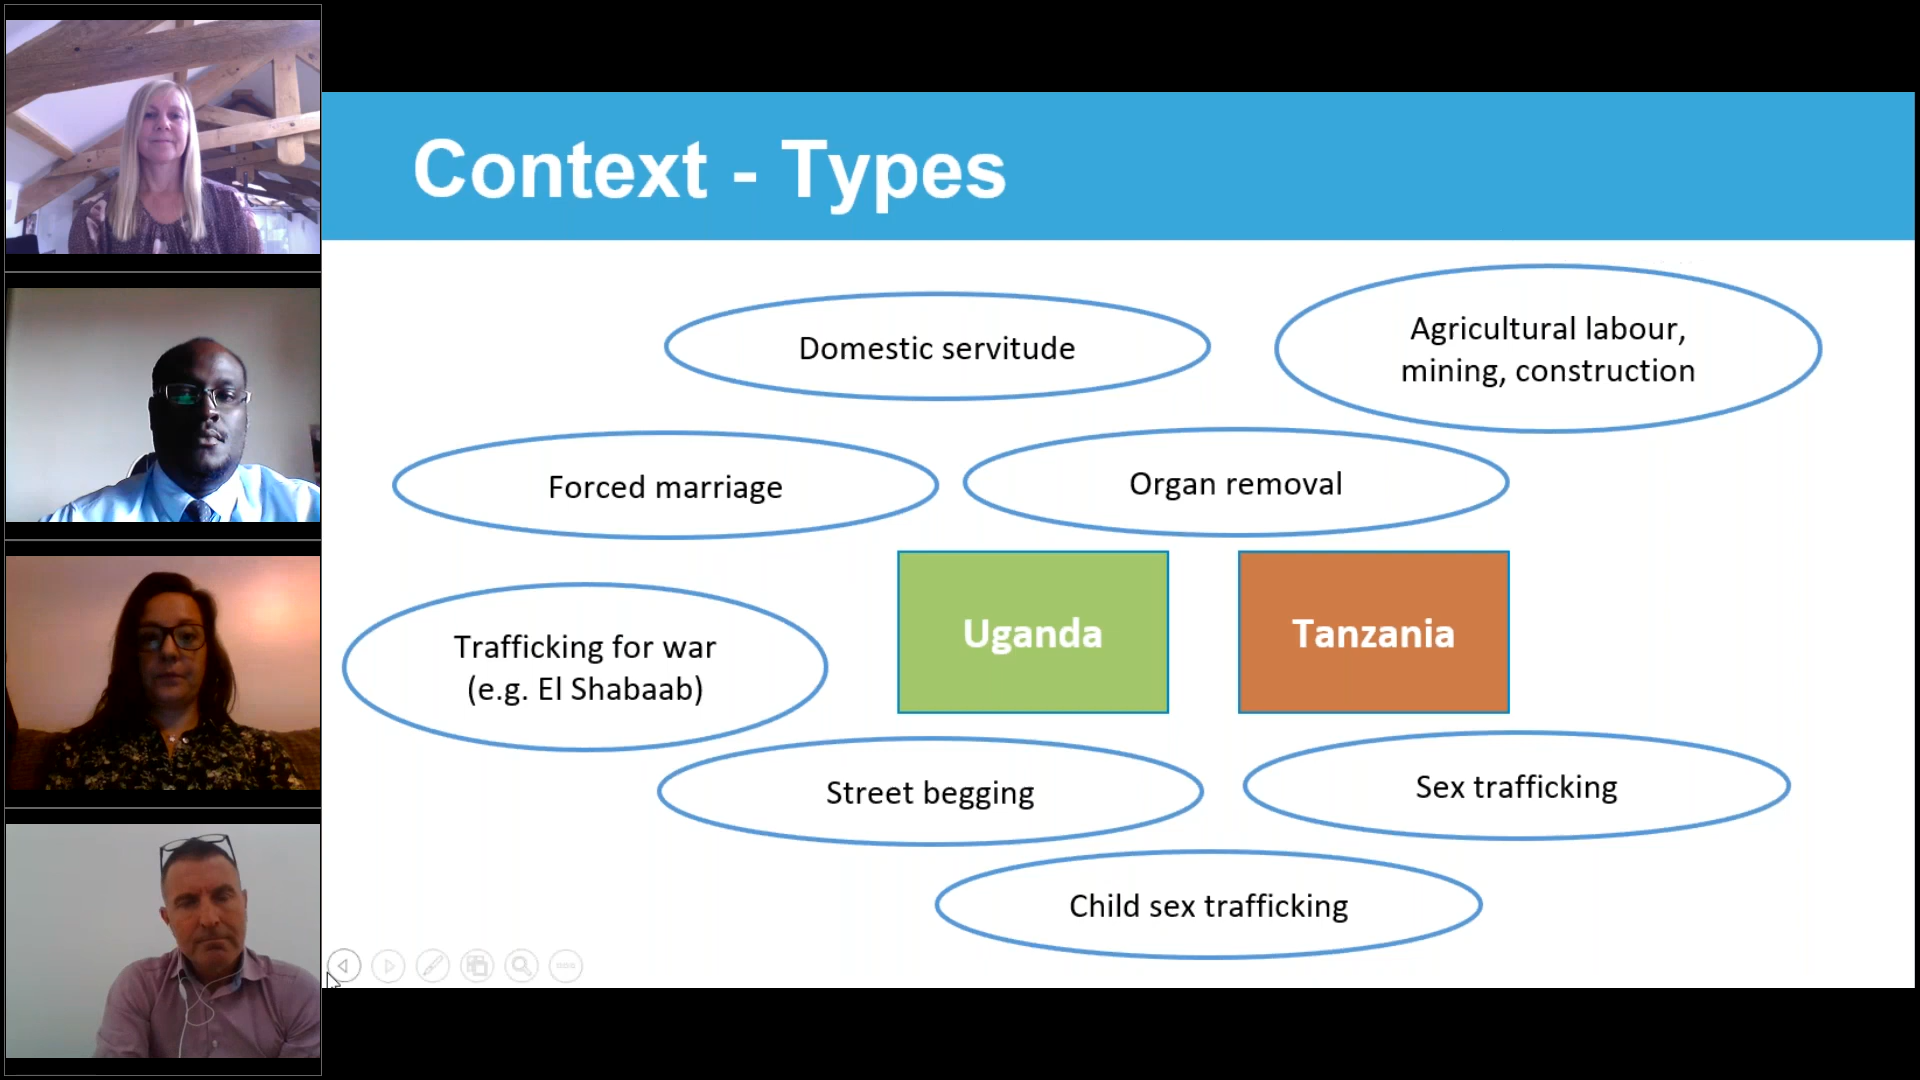 Context - Types
Domestic servitude
Agricultural labour,
mining, construction
Forced marriage
Organ removal
Uganda
Tanzania
Trafficking for war
(e.g. El Shabaab)
Street begging
Sex trafficking
Child sex trafficking